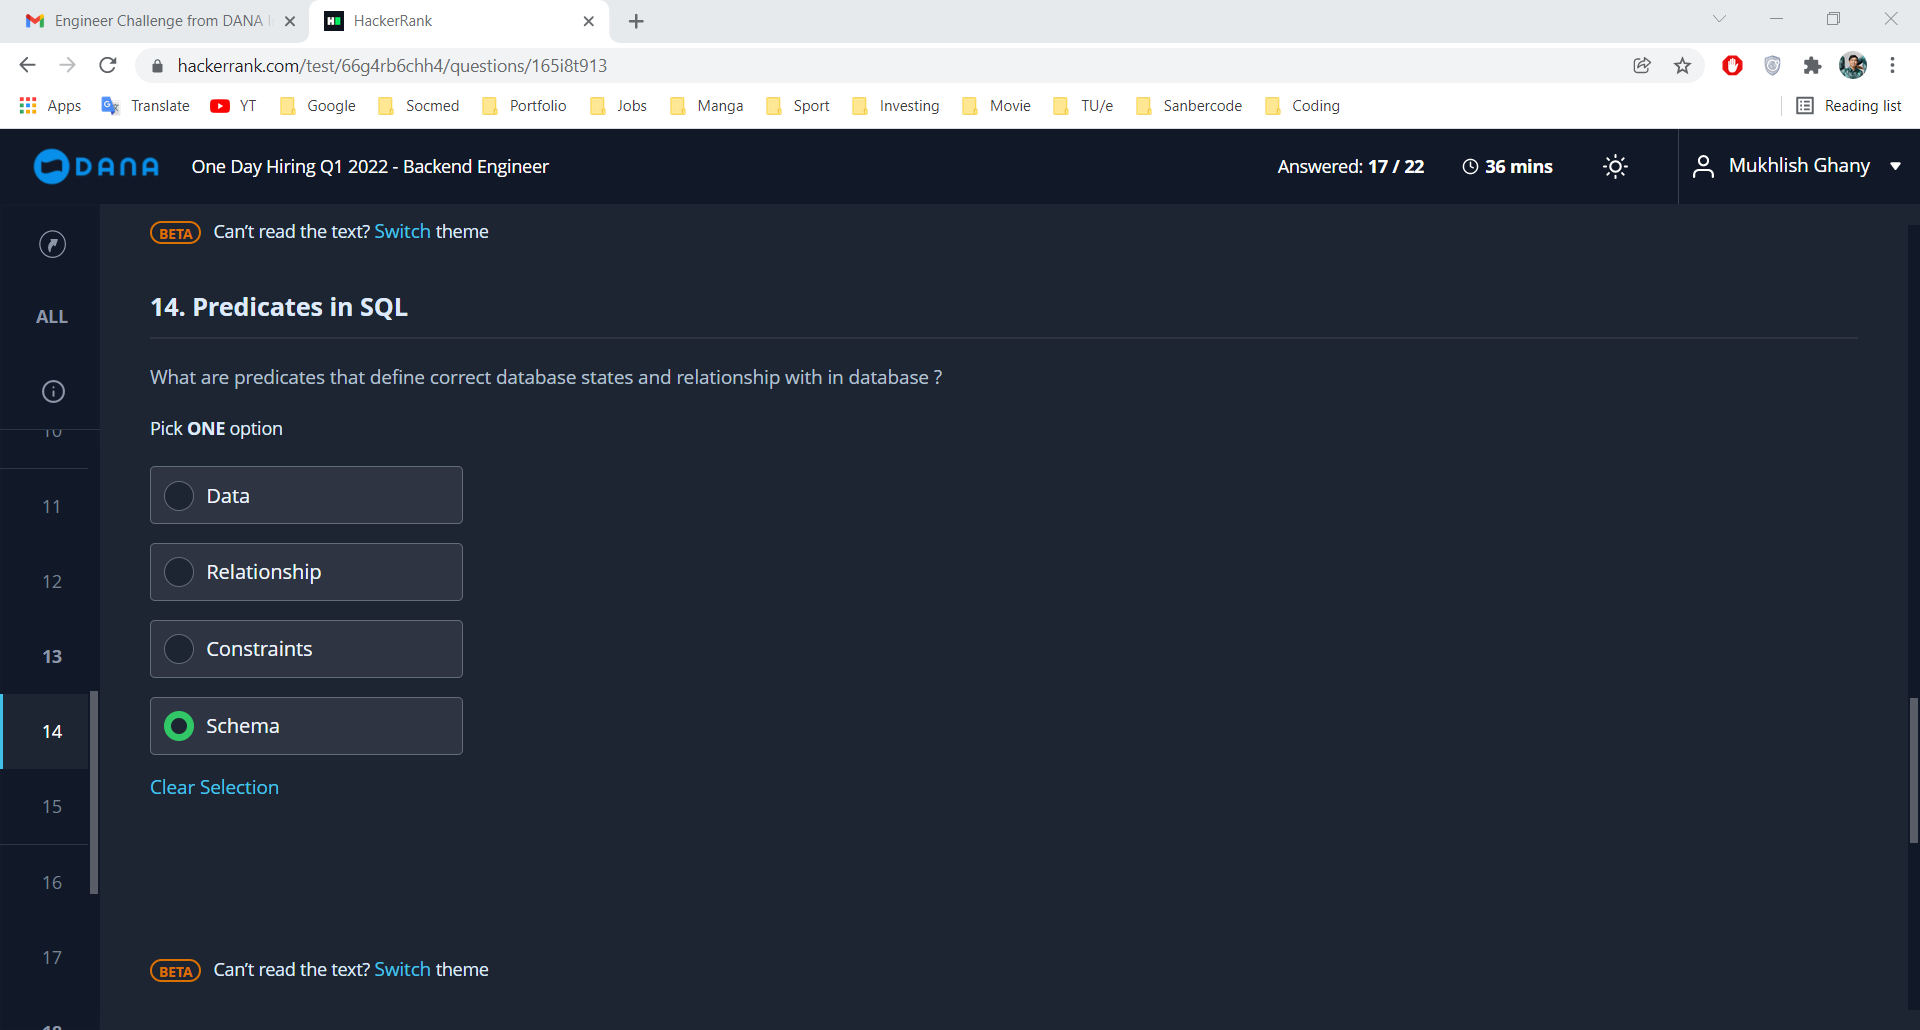 Engineer Challenge from DANA
HackerRank
hackerrank.com/test/66g4rb6chh4/questions/165i8t913
Apps
Translate
YT
Google
Socmed
Portfolio
Jobs
Manga
Sport
Investing
Movie
TU/e
Sanbercode
Coding
Reading list
DANA
One Day Hiring Q1 2022 - Backend Engineer
Answered: 17 / 22
36 mins
Mukhlish Ghany
BETA Can't read the text? Switch theme
ALL
14. Predicates in SQL
What are predicates that define correct database states and relationship with in database ?
Pick ONE option
10
11
12
13
14
15
16
17
18
Data
Relationship
Constraints
Schema
Clear Selection
BETA Can't read the text? Switch theme